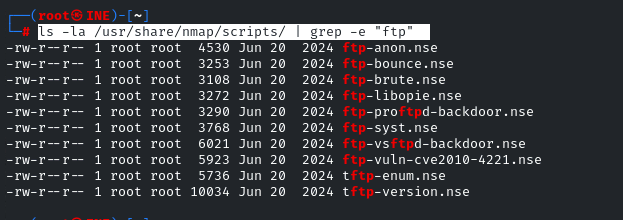 ┌──(root㉿INE)-[~]
└─# ls -la /usr/share/nmap/scripts/ | grep -e "ftp"
-rw-r--r-- 1 root root  4530 Jun 20  2024 ftp-anon.nse
-rw-r--r-- 1 root root  3253 Jun 20  2024 ftp-bounce.nse
-rw-r--r-- 1 root root  3108 Jun 20  2024 ftp-brute.nse
-rw-r--r-- 1 root root  3272 Jun 20  2024 ftp-libopie.nse
-rw-r--r-- 1 root root  3290 Jun 20  2024 ftp-proftpd-backdoor.nse
-rw-r--r-- 1 root root  3768 Jun 20  2024 ftp-syst.nse
-rw-r--r-- 1 root root  6021 Jun 20  2024 ftp-vsftpd-backdoor.nse
-rw-r--r-- 1 root root  5923 Jun 20  2024 ftp-vuln-cve2010-4221.nse
-rw-r--r-- 1 root root  5736 Jun 20  2024 tftp-enum.nse
-rw-r--r-- 1 root root 10034 Jun 20  2024 tftp-version.nse